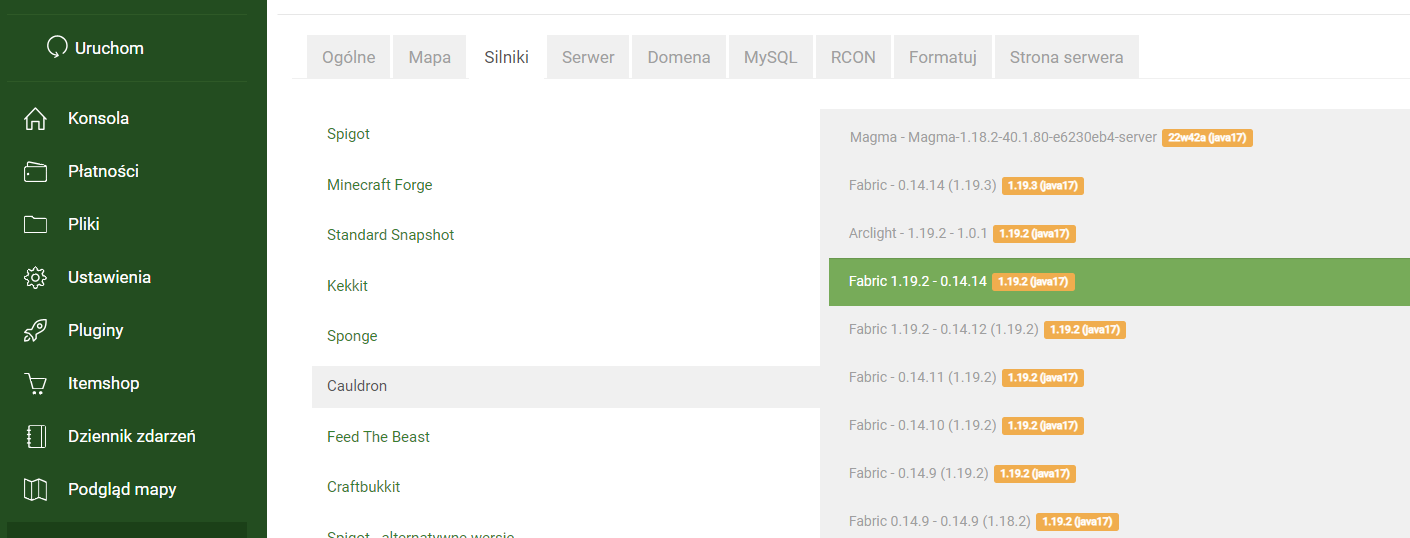 Uruchom
Konsola
Płatności
Pliki
Ustawienia
Pluginy
Itemshop
Dziennik zdarzeń
Podgląd mapy
Ogólne Mapa Silniki Serwer Domena MySQL RCON Formatuj Strona serwera
Spigot
Minecraft Forge
Standard Snapshot
Kekkit
Sponge
Cauldron
Feed The Beast
Craftbukkit
Spigot - alternatywne wersje
Magma - Magma-1.18.2-40.1.80-e6230eb4-server 22w42a (java17)
Fabric - 0.14.14 (1.19.3) 1.19.3 (java17)
Arclight - 1.19.2 - 1.0.1 1.19.2 (java17)
Fabric 1.19.2 - 0.14.14 1.19.2 (java17)
Fabric 1.19.2 - 0.14.12 (1.19.2) 1.19.2 (java17)
Fabric - 0.14.11 (1.19.2) 1.19.2 (java17)
Fabric - 0.14.10 (1.19.2) 1.19.2 (java17)
Fabric - 0.14.9 (1.19.2) 1.19.2 (java17)
Fabric 0.14.9 - 0.14.9 (1.18.2) 1.19.2 (java17)